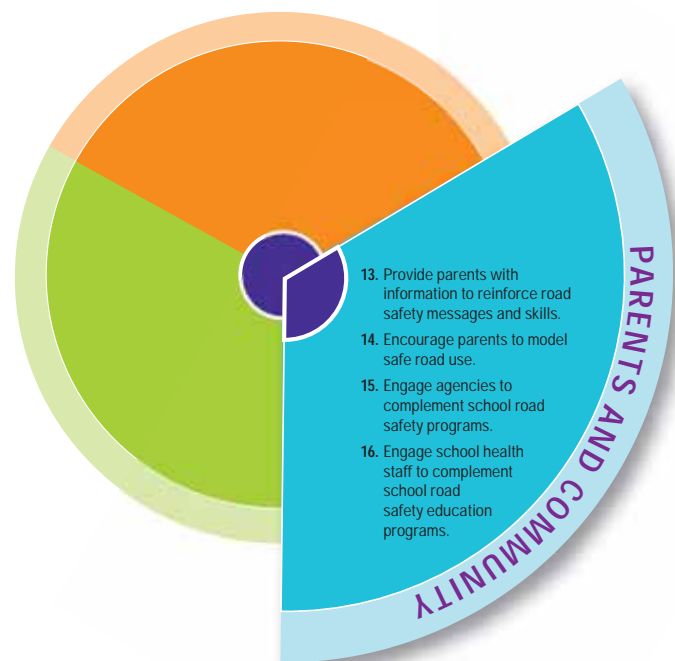 13. Provide parents with
information to reinforce road
safety messages and skills.
14. Encourage parents to model
safe road use.
15. Engage agencies to
complement school road
safety programs.
16. Engage school health
staff to complement
school road
safety education
programs.
PARENTS AND COMMUNITY